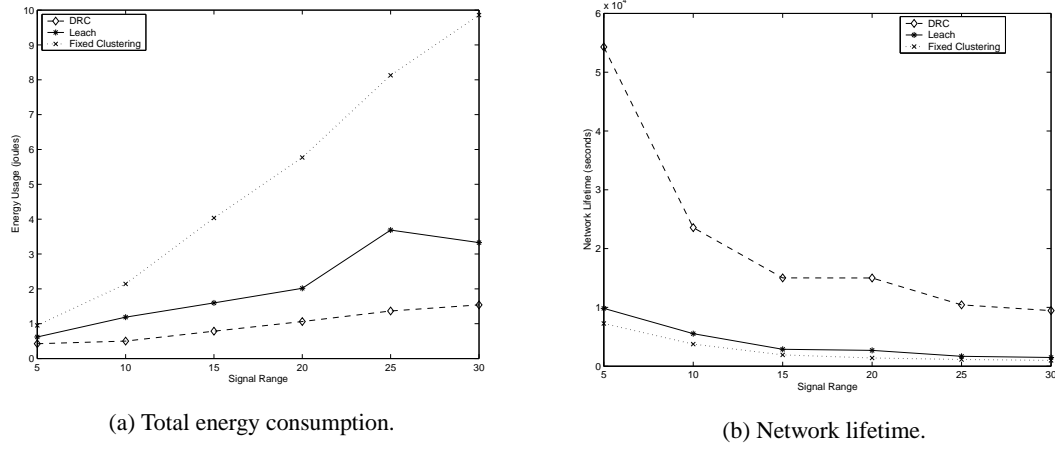 10
9
8
7
6
5
4
3
2
1
0
Energy Usage (joules)
DRC
Leach
Fixed Clustering
5 10 15 20 25 30
Signal Range
(a) Total energy consumption.
x 10⁴
6
5
4
3
2
1
0
Network Lifetime (seconds)
DRC
Leach
Fixed Clustering
5 10 15 20 25 30
Signal Range
(b) Network lifetime.